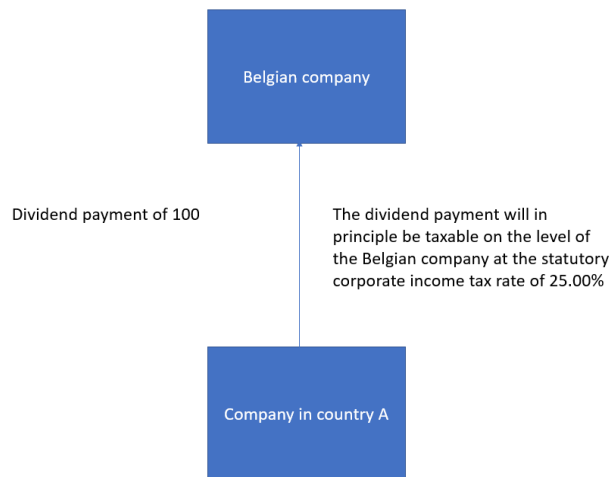 Belgian company
Dividend payment of 100
The dividend payment will in
principle be taxable on the level of
the Belgian company at the statutory
corporate income tax rate of 25.00%
Company in country A